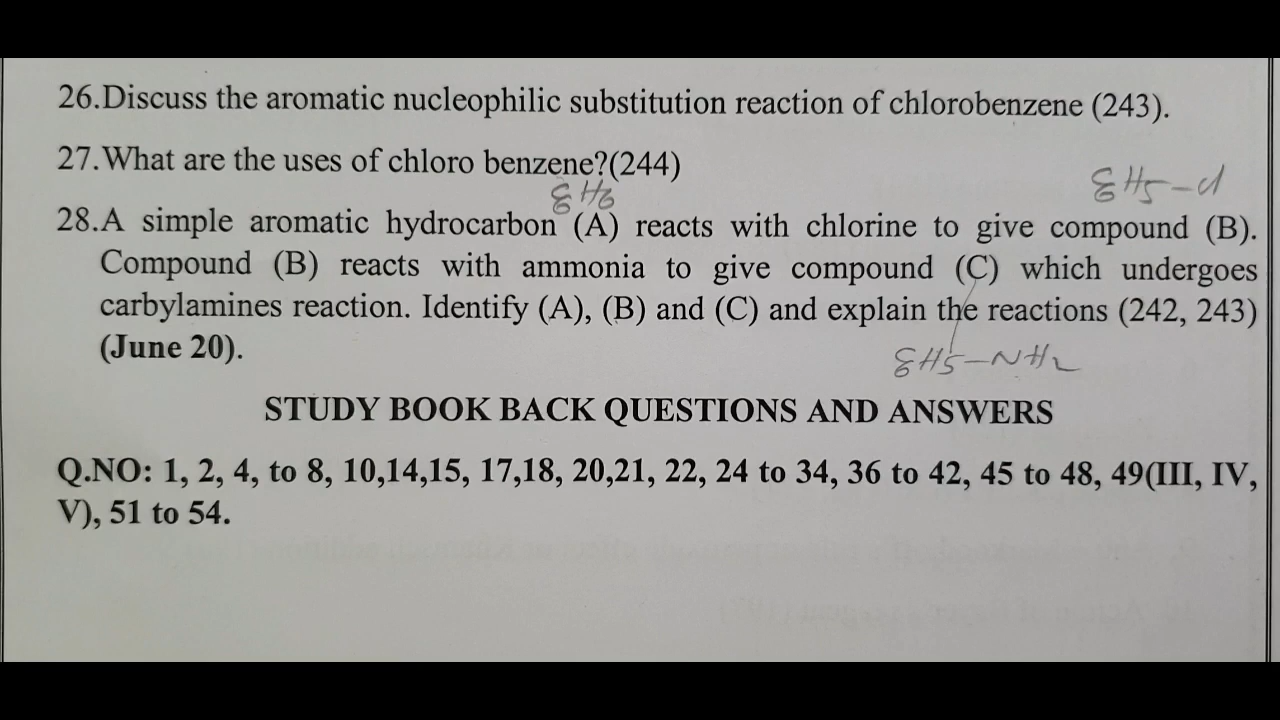 26.Discuss the aromatic nucleophilic substitution reaction of chlorobenzene (243).
27.What are the uses of chloro benzene?(244)
C6H6
C6H5-Cl
28.A simple aromatic hydrocarbon (A) reacts with chlorine to give compound (B).
Compound (B) reacts with ammonia to give compound (C) which undergoes
carbylamines reaction. Identify (A), (B) and (C) and explain the reactions (242, 243)
(June 20).
C6H5-NH2
STUDY BOOK BACK QUESTIONS AND ANSWERS
Q.NO: 1, 2, 4, to 8, 10,14,15, 17,18, 20,21, 22, 24 to 34, 36 to 42, 45 to 48, 49(III, IV,
V), 51 to 54.